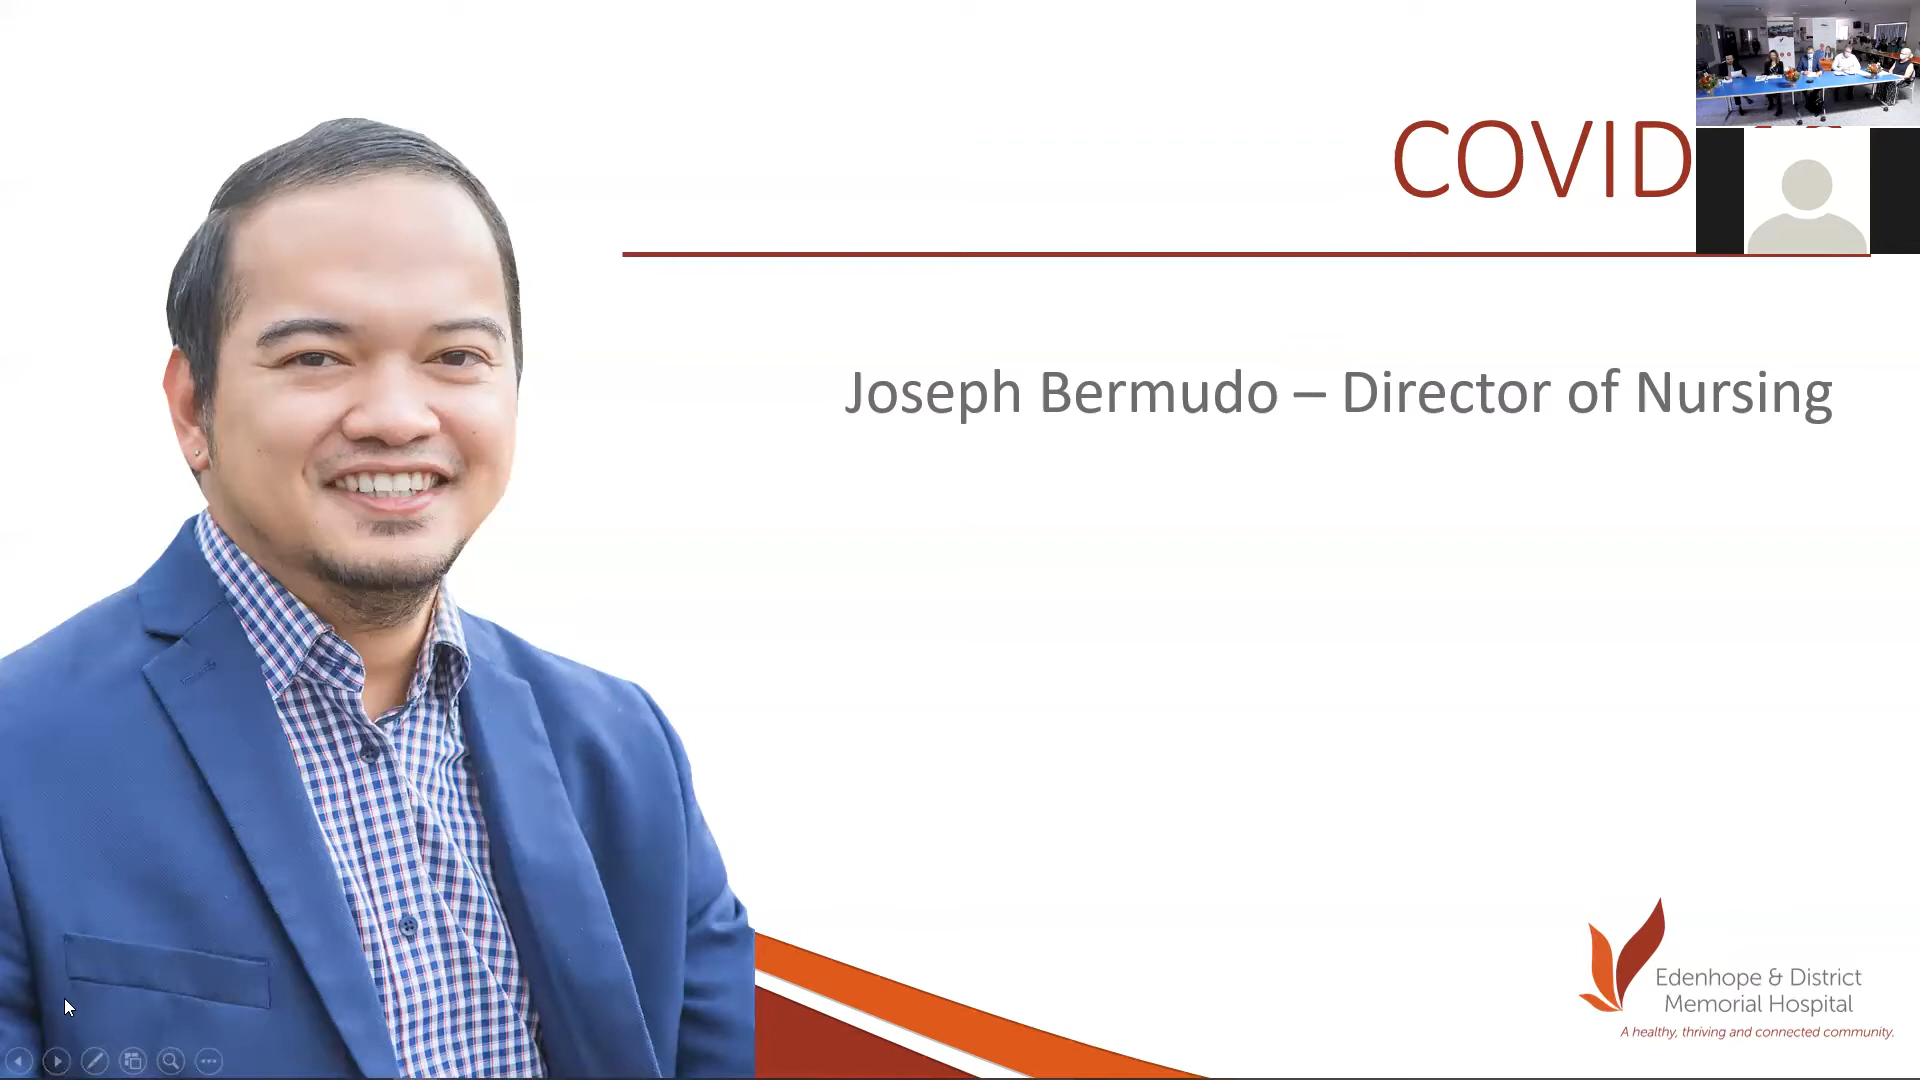 COVID
Joseph Bermudo – Director of Nursing
Edenhope & District
Memorial Hospital
A healthy, thriving and connected community.